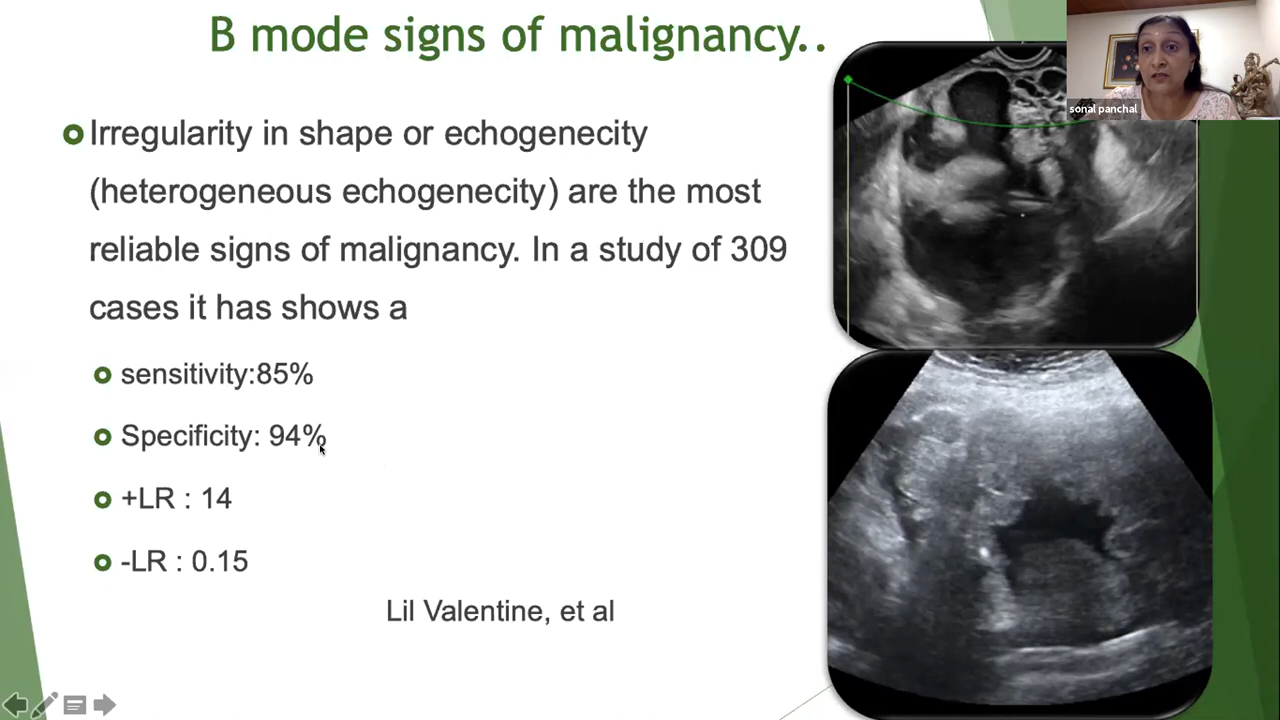 B mode signs of malignancy..
Irregularity in shape or echogenecity
(heterogeneous echogenecity) are the most
reliable signs of malignancy. In a study of 309
cases it has shows a
sensitivity:85%
Specificity: 94%
+LR : 14
-LR : 0.15
Lil Valentine, et al
sonal panchal